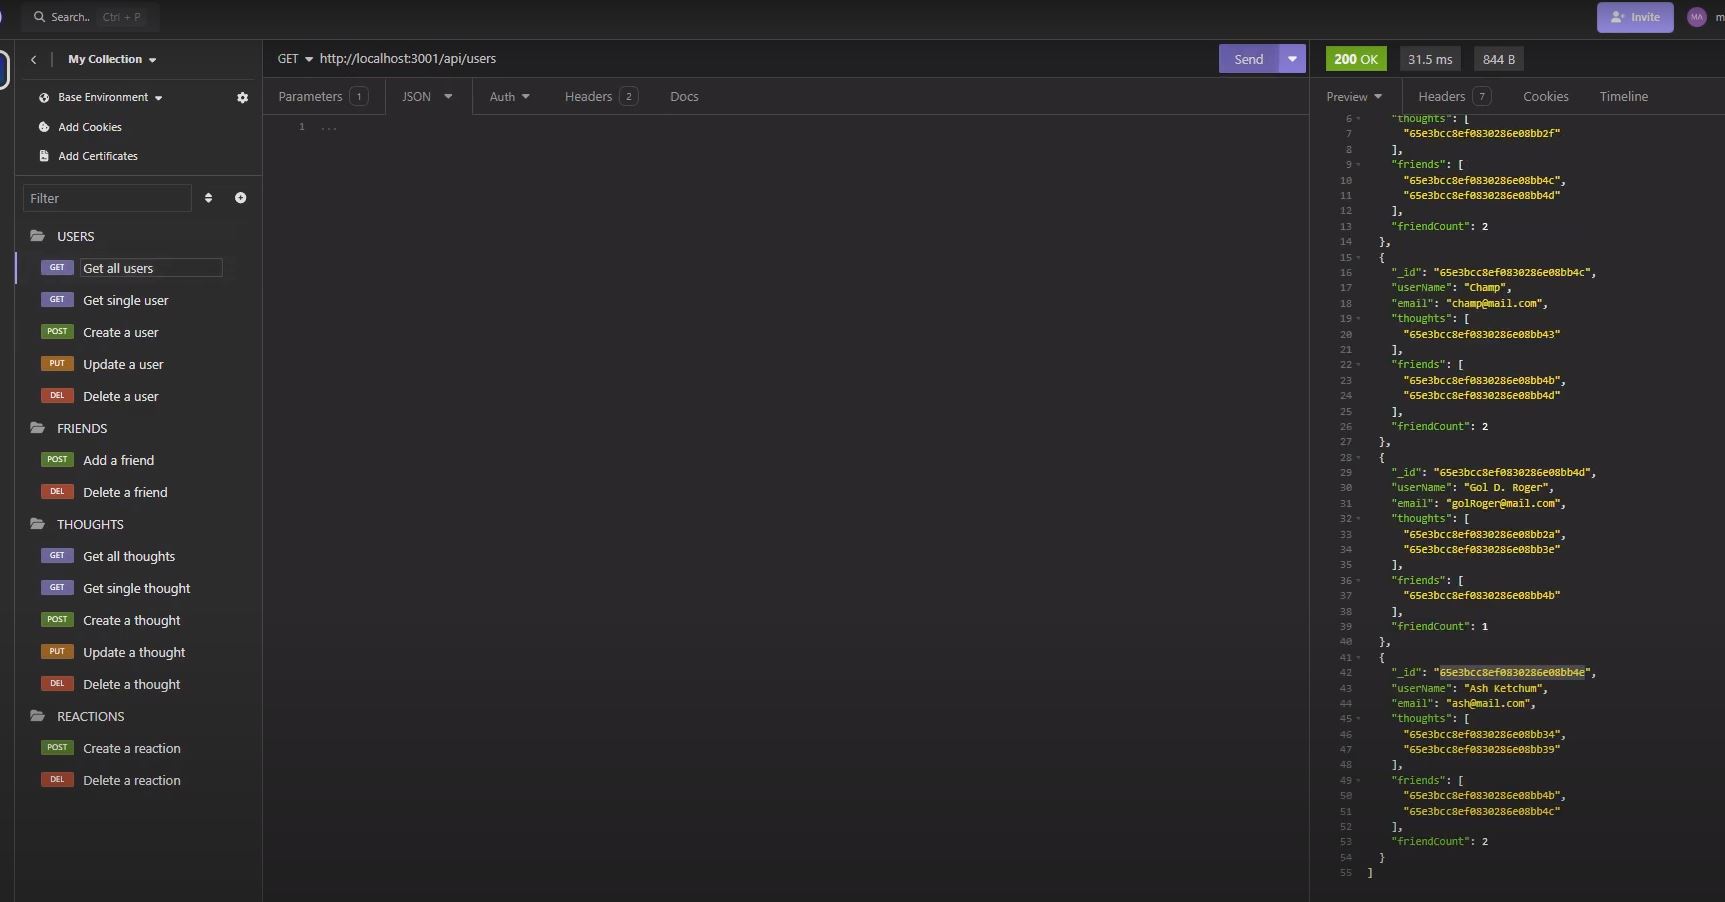 Search.. Ctrl + P
Invite
MA m
My Collection
GET http://localhost:3001/api/users
Send
200 OK 31.5 ms 844 B
Base Environment
Parameters 1 JSON Auth Headers 2 Docs
Preview Headers 7 Cookies Timeline
Add Cookies
Add Certificates
Filter
USERS
GET Get all users
GET Get single user
POST Create a user
PUT Update a user
DEL Delete a user
FRIENDS
POST Add a friend
DEL Delete a friend
THOUGHTS
GET Get all thoughts
GET Get single thought
POST Create a thought
PUT Update a thought
DEL Delete a thought
REACTIONS
POST Create a reaction
DEL Delete a reaction
1 ...
6 "thoughts": [
7 "65e3bcc8ef0830286e08bb2f"
8 ],
9 "friends": [
10 "65e3bcc8ef0830286e08bb4c",
11 "65e3bcc8ef0830286e08bb4d"
12 ],
13 "friendCount": 2
14 },
15 {
16 "_id": "65e3bcc8ef0830286e08bb4c",
17 "userName": "Champ",
18 "email": "champ@mail.com",
19 "thoughts": [
20 "65e3bcc8ef0830286e08bb43"
21 ],
22 "friends": [
23 "65e3bcc8ef0830286e08bb4b",
24 "65e3bcc8ef0830286e08bb4d"
25 ],
26 "friendCount": 2
27 },
28 {
29 "_id": "65e3bcc8ef0830286e08bb4d",
30 "userName": "Gol D. Roger",
31 "email": "golRoger@mail.com",
32 "thoughts": [
33 "65e3bcc8ef0830286e08bb2a",
34 "65e3bcc8ef0830286e08bb3e"
35 ],
36 "friends": [
37 "65e3bcc8ef0830286e08bb4b"
38 ],
39 "friendCount": 1
40 },
41 {
42 "_id": "65e3bcc8ef0830286e08bb4e",
43 "userName": "Ash Ketchum",
44 "email": "ash@mail.com",
45 "thoughts": [
46 "65e3bcc8ef0830286e08bb34",
47 "65e3bcc8ef0830286e08bb39"
48 ],
49 "friends": [
50 "65e3bcc8ef0830286e08bb4b",
51 "65e3bcc8ef0830286e08bb4c"
52 ],
53 "friendCount": 2
54 }
55 ]